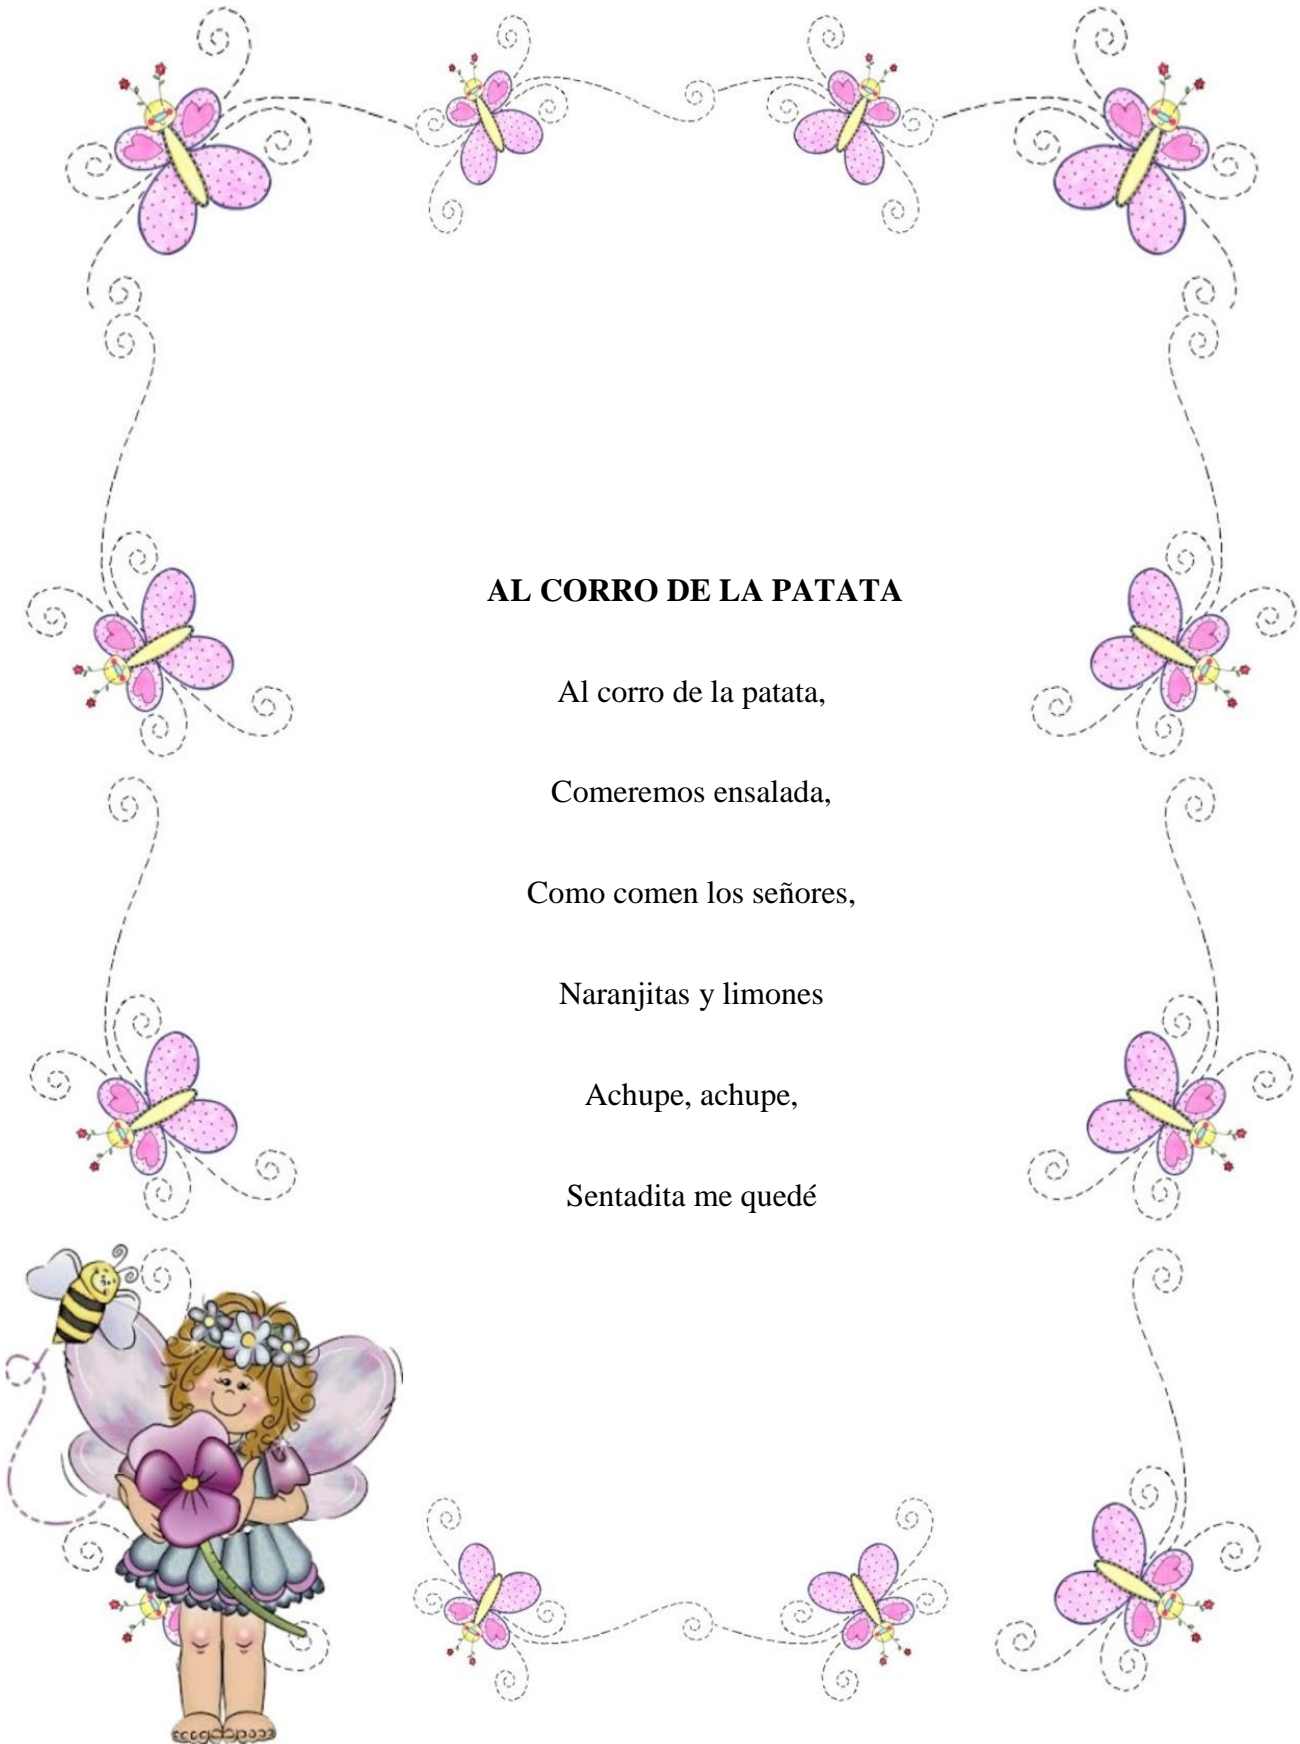 AL CORRO DE LA PATATA
Al corro de la patata,
Comeremos ensalada,
Como comen los señores,
Naranjitas y limones
Achupe, achupe,
Sentadita me quedé